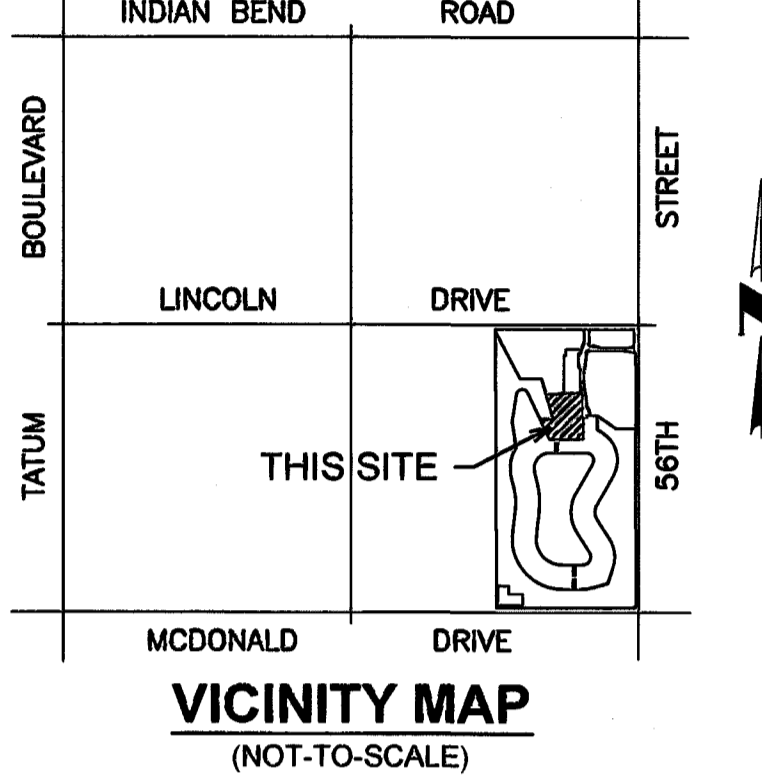 INDIAN BEND ROAD
BOULEVARD
STREET
LINCOLN DRIVE
TATUM
THIS SITE
56TH
MCDONALD DRIVE
VICINITY MAP
(NOT-TO-SCALE)